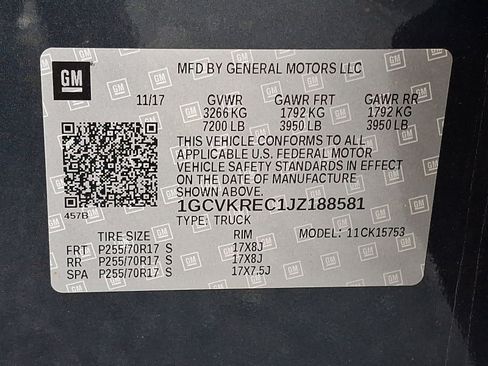 GM
MFD BY GENERAL MOTORS LLC
11/17 GVWR GAWR FRT GAWR RR
3266 KG 1792 KG 1792 KG
7200 LB 3950 LB 3950 LB
THIS VEHICLE CONFORMS TO ALL
APPLICABLE U.S. FEDERAL MOTOR
VEHICLE SAFETY STANDARDS IN EFFECT
ON THE DATE OF MANUFACTURE
SHOWN ABOVE.
457B 1GCVKREC1JZ188581
TYPE: TRUCK
TIRE SIZE RIM MODEL: 11CK15753
FRT P255/70R17 S 17X8J
RR P255/70R17 S 17X8J
SPA P255/70R17 S 17X7.5J